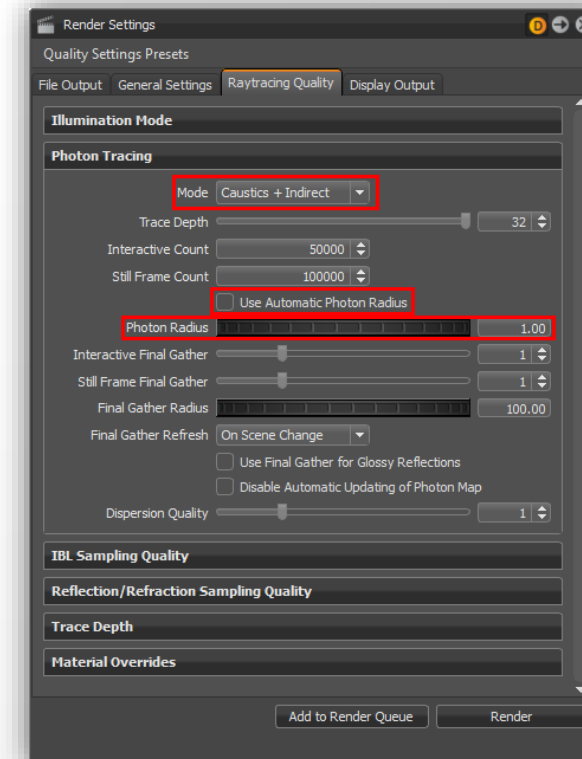 Render Settings
D
Quality Settings Presets
File Output General Settings Raytracing Quality Display Output
Illumination Mode
Photon Tracing
Mode Caustics + Indirect
Trace Depth 32
Interactive Count 50000
Still Frame Count 100000
Use Automatic Photon Radius
Photon Radius 1.00
Interactive Final Gather 1
Still Frame Final Gather 1
Final Gather Radius 100.00
Final Gather Refresh On Scene Change
Use Final Gather for Glossy Reflections
Disable Automatic Updating of Photon Map
Dispersion Quality 1
IBL Sampling Quality
Reflection/Refraction Sampling Quality
Trace Depth
Material Overrides
Add to Render Queue Render